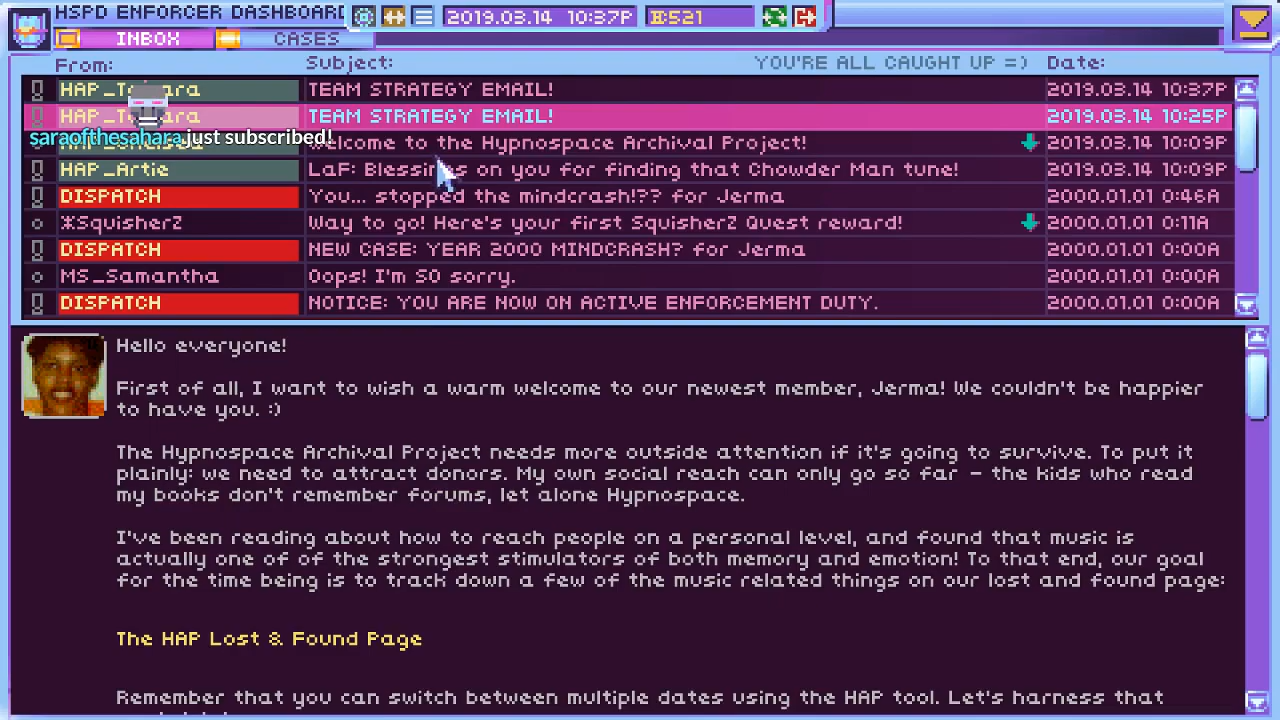 HSPD ENFORCER DASHBOARD
2019.03.14 10:37P
521
INBOX
CASES
From:
Subject:
YOU'RE ALL CAUGHT UP =)
Date:
TEAM STRATEGY EMAIL!
2019.03.14 10:37P
TEAM STRATEGY EMAIL!
2019.03.14 10:25P
saraofthesahara just subscribed!
Welcome to the Hypnospace Archival Project!
2019.03.14 10:09P
HAP_Artie
LaF: Blessings on you for finding that Chowder Man tune!
2019.03.14 10:09P
DISPATCH
You... stopped the mindcrash!?? for Jerma
2000.01.01 0:46A
SquisherZ
Way to go! Here's your first SquisherZ Quest reward!
2000.01.01 0:11A
DISPATCH
NEW CASE: YEAR 2000 MINDCRASH? for Jerma
2000.01.01 0:00A
MS_Samantha
Oops! I'm SO sorry.
2000.01.01 0:00A
DISPATCH
NOTICE: YOU ARE NOW ON ACTIVE ENFORCEMENT DUTY.
2000.01.01 0:00A
Hello everyone!
First of all, I want to wish a warm welcome to our newest member, Jerma! We couldn't be happier
to have you. :)
The Hypnospace Archival Project needs more outside attention if it's going to survive. To put it
plainly: we need to attract donors. My own social reach can only go so far - the kids who read
my books don't remember forums, let alone Hypnospace.
I've been reading about how to reach people on a personal level, and found that music is
actually one of of the strongest stimulators of both memory and emotion! To that end, our goal
for the time being is to track down a few of the music related things on our lost and found page:
The HAP Lost & Found Page
Remember that you can switch between multiple dates using the HAP tool. Let's harness that